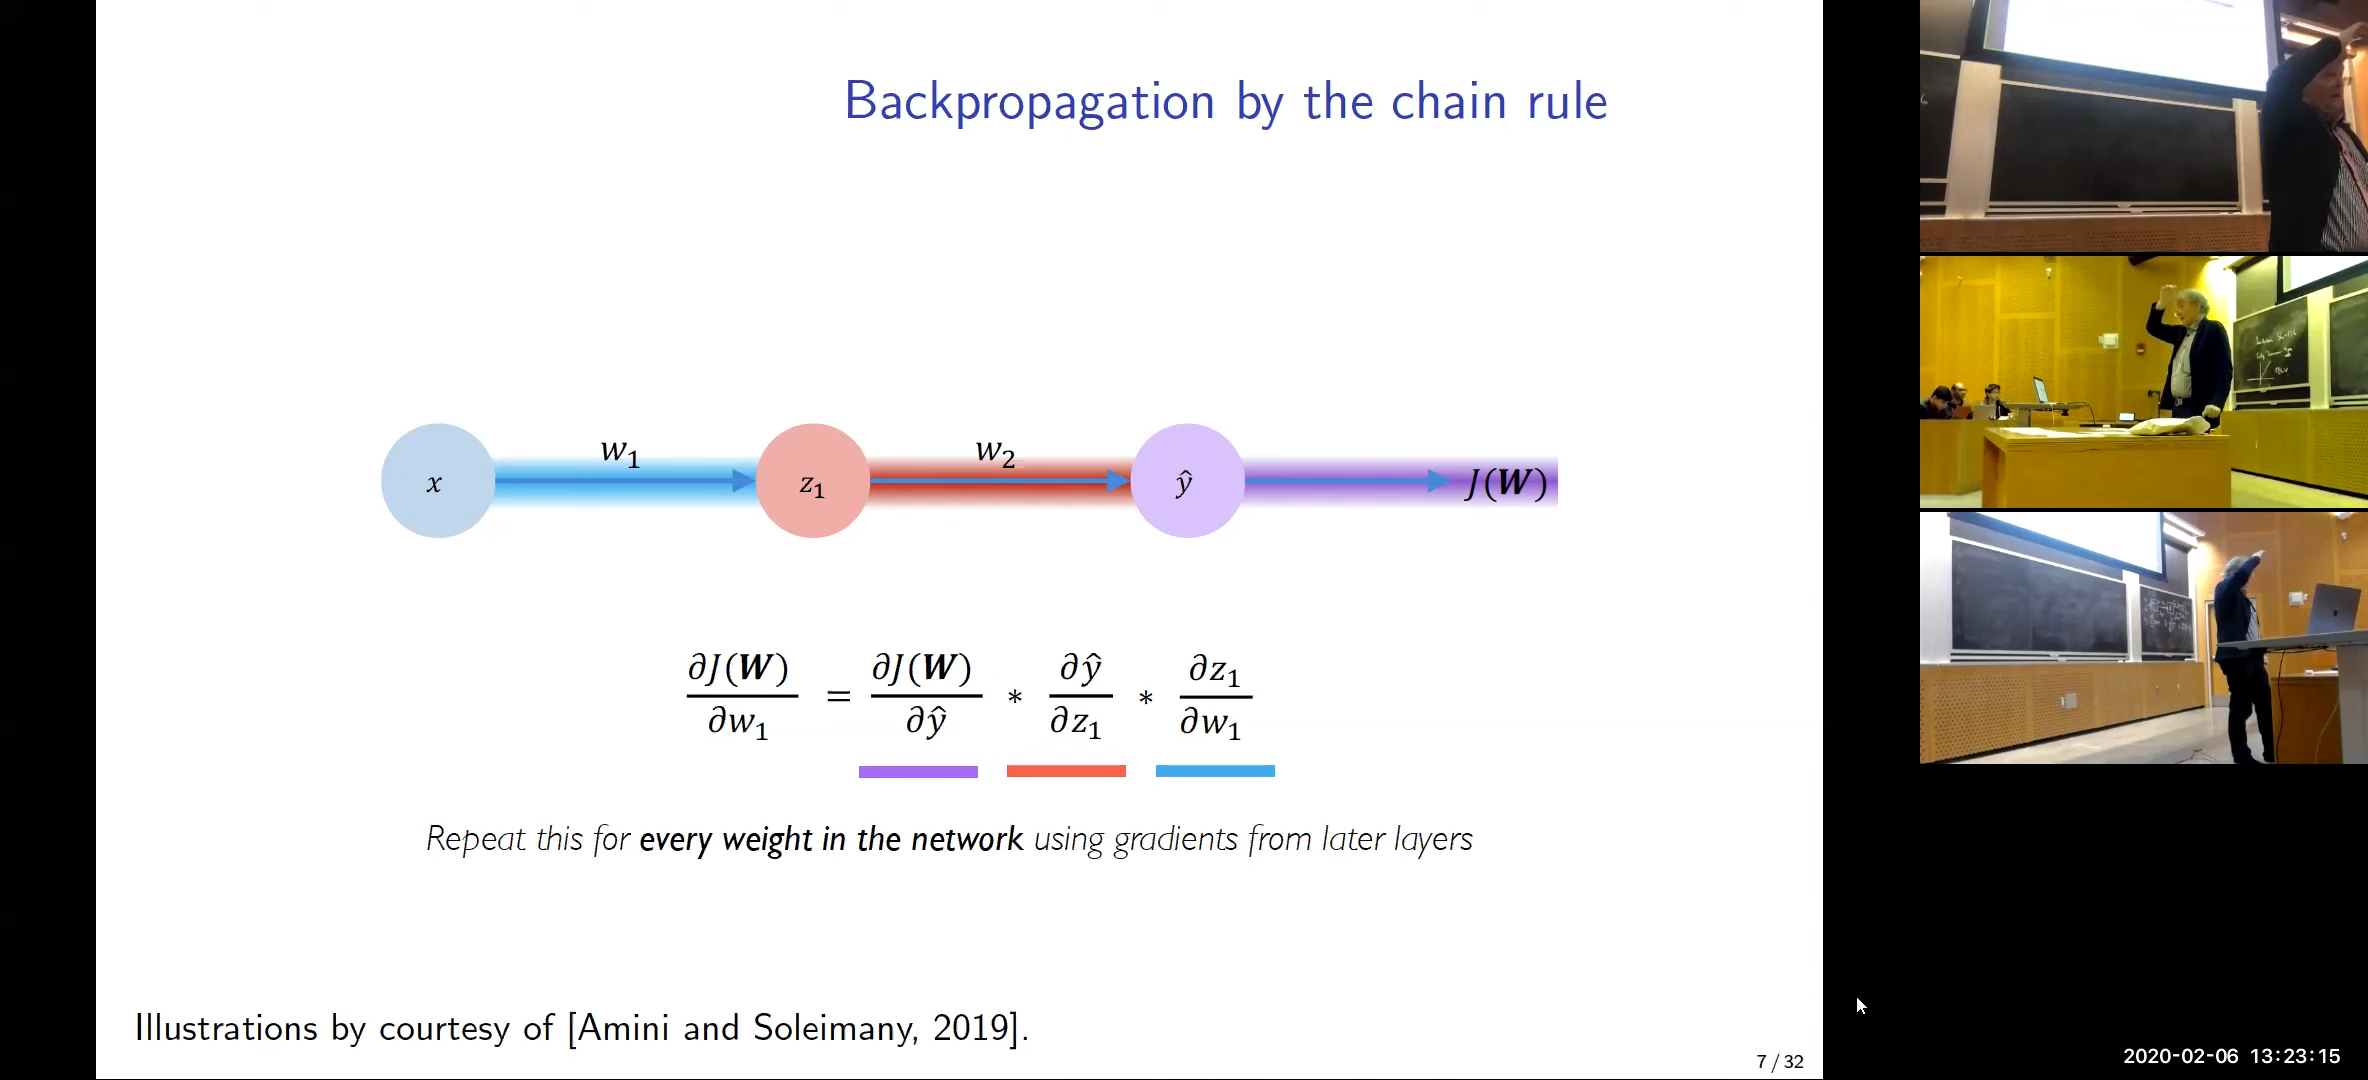 Backpropagation by the chain rule
x w₁ z₁ w₂ ŷ J(W)
∂J(W)/∂w₁ = ∂J(W)/∂ŷ * ∂ŷ/∂z₁ * ∂z₁/∂w₁
Repeat this for every weight in the network using gradients from later layers
Illustrations by courtesy of [Amini and Soleimany, 2019].
7 / 32
2020-02-06 13:23:15